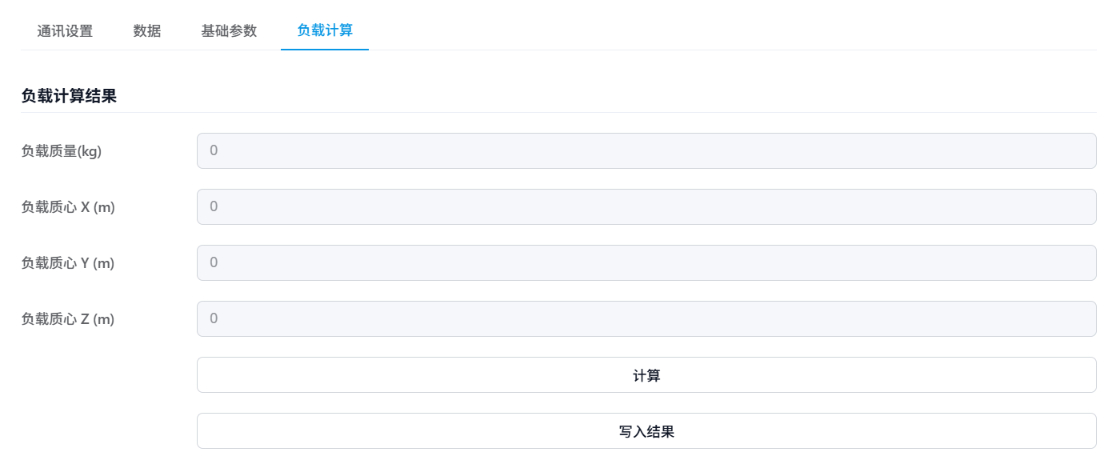 通讯设置 数据 基础参数 负载计算
负载计算结果
负载质量(kg) 0
负载质心 X (m) 0
负载质心 Y (m) 0
负载质心 Z (m) 0
计算
写入结果